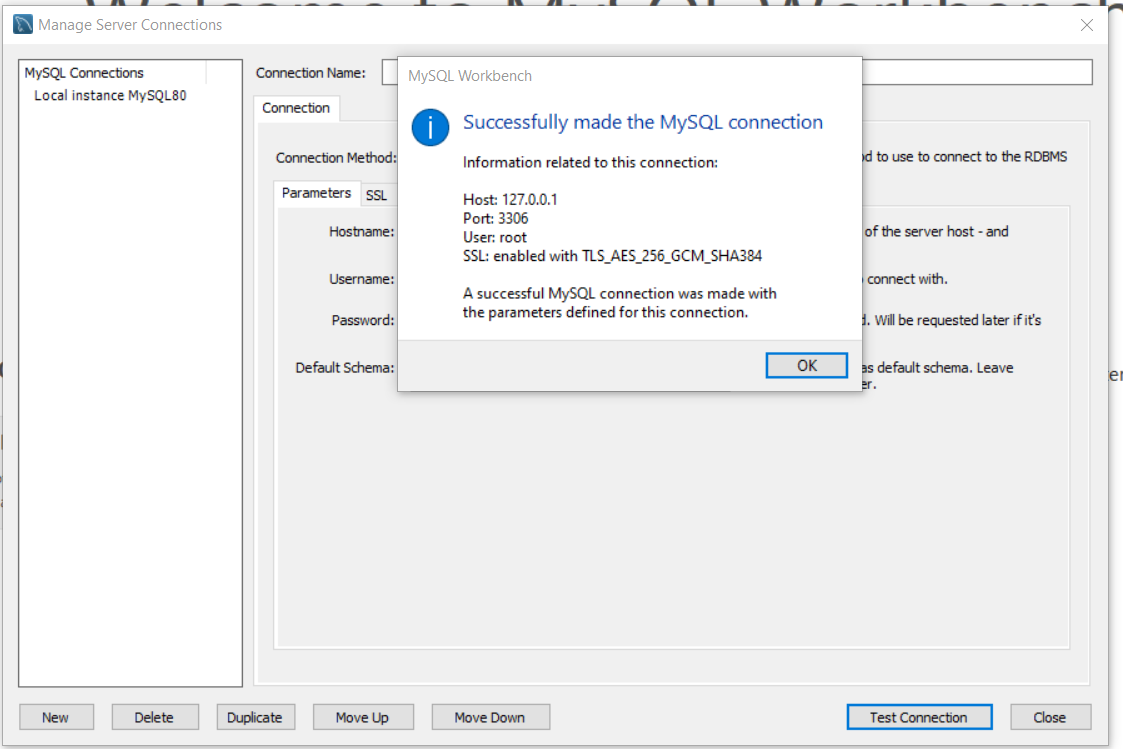 Welcome to MySQL Workbench
Manage Server Connections
MySQL Connections
Local instance MySQL80
Connection Name:
Connection
Connection Method:
to use to connect to the RDBMS
Parameters
SSL
Hostname:
of the server host - and
Username:
connect with.
Password:
Will be requested later if it's
Default Schema:
as default schema. Leave
MySQL Workbench
Successfully made the MySQL connection
Information related to this connection:
Host: 127.0.0.1
Port: 3306
User: root
SSL: enabled with TLS_AES_256_GCM_SHA384
A successful MySQL connection was made with
the parameters defined for this connection.
OK
New
Delete
Duplicate
Move Up
Move Down
Test Connection
Close